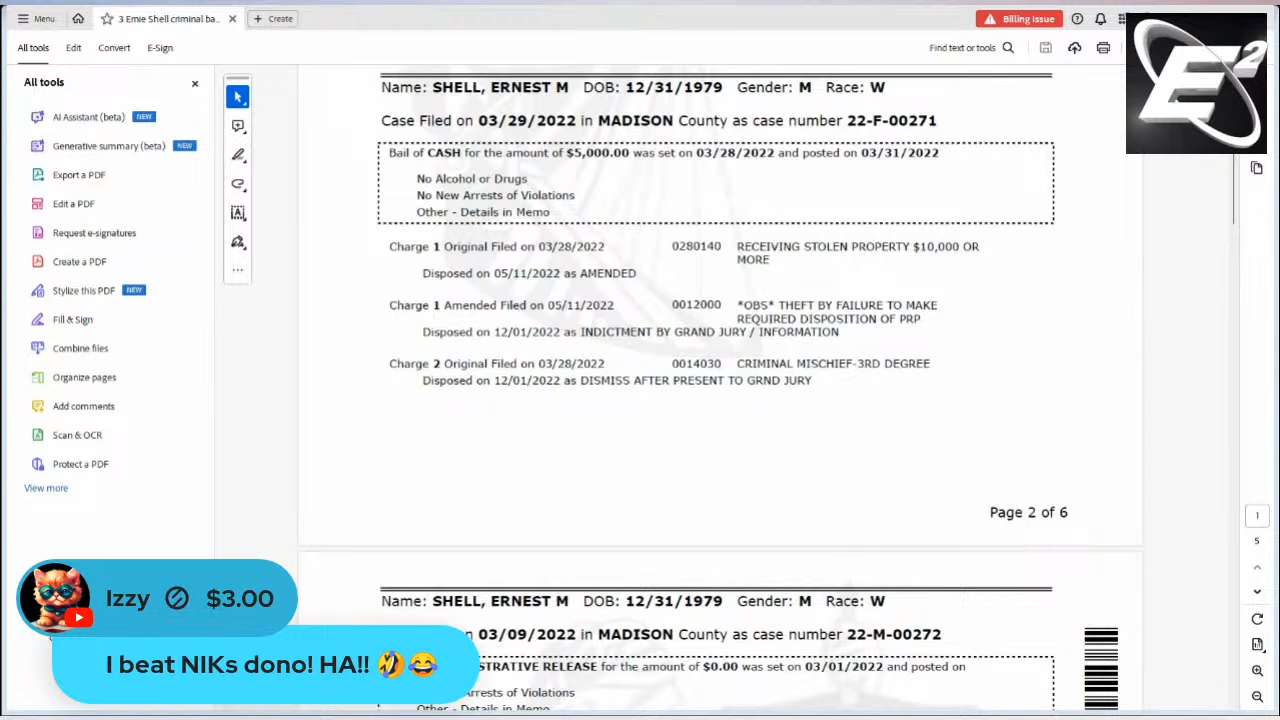 Menu
3 Ernie Shell criminal ba...
Create
Billing Issue
All tools
Edit
Convert
E-Sign
Find text or tools
E²
All tools
AI Assistant (beta) NEW
Generative summary (beta) NEW
Export a PDF
Edit a PDF
Request e-signatures
Create a PDF
Stylize this PDF NEW
Fill & Sign
Combine files
Organize pages
Add comments
Scan & OCR
Protect a PDF
View more
Name: SHELL, ERNEST M DOB: 12/31/1979 Gender: M Race: W
Case Filed on 03/29/2022 in MADISON County as case number 22-F-00271
Bail of CASH for the amount of $5,000.00 was set on 03/28/2022 and posted on 03/31/2022
No Alcohol or Drugs
No New Arrests of Violations
Other - Details in Memo
Charge 1 Original Filed on 03/28/2022 0280140 RECEIVING STOLEN PROPERTY $10,000 OR
MORE
Disposed on 05/11/2022 as AMENDED
Charge 1 Amended Filed on 05/11/2022 0012000 *OBS* THEFT BY FAILURE TO MAKE
REQUIRED DISPOSITION OF PRP
Disposed on 12/01/2022 as INDICTMENT BY GRAND JURY / INFORMATION
Charge 2 Original Filed on 03/28/2022 0014030 CRIMINAL MISCHIEF-3RD DEGREE
Disposed on 12/01/2022 as DISMISS AFTER PRESENT TO GRND JURY
Page 2 of 6
1
5
Name: SHELL, ERNEST M DOB: 12/31/1979 Gender: M Race: W
03/09/2022 in MADISON County as case number 22-M-00272
RELEASE for the amount of $0.00 was set on 03/01/2022 and posted on
of Violations
Izzy $3.00
I beat NIKs dono! HA!! 🤣😂